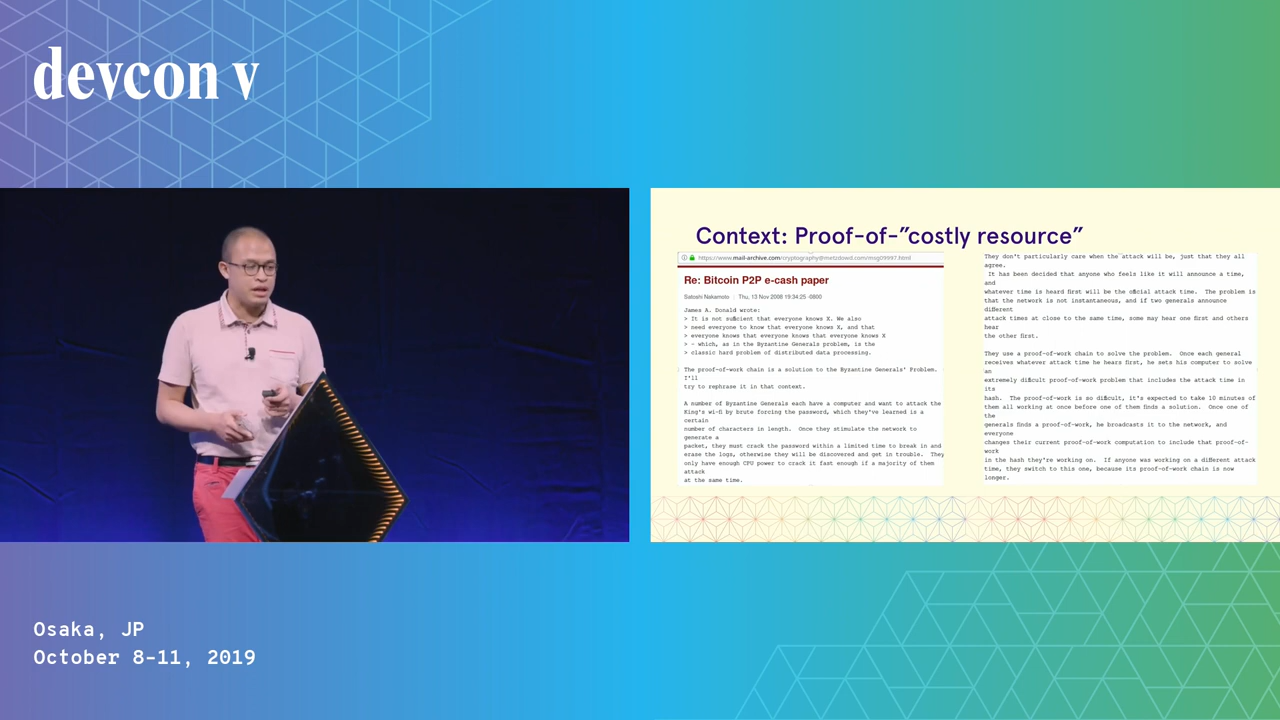 devcon v
Context: Proof-of-”costly resource”
https://www.mail-archive.com/cryptography@metzdowd.com/msg09997.html
Re: Bitcoin P2P e-cash paper
Satoshi Nakamoto Thu, 13 Nov 2008 19:34:25 -0800
James A. Donald wrote:
> It is not sufficient that everyone knows X. We also
> need everyone to know that everyone knows X, and that
> everyone knows that everyone knows that everyone knows X
> - which, as in the Byzantine Generals problem, is the
> classic hard problem of distributed data processing.
The proof-of-work chain is a solution to the Byzantine Generals' Problem.
I'll
try to rephrase it in that context.
A number of Byzantine Generals each have a computer and want to attack the
King's wi-fi by brute forcing the password, which they've learned is a
certain
number of characters in length.  Once they stimulate the network to
generate a
packet, they must crack the password within a limited time to break in and
erase the logs, otherwise they will be discovered and get in trouble.  They
only have enough CPU power to crack it fast enough if a majority of them
attack
at the same time.
They don't particularly care when the attack will be, just that they all
agree.
It has been decided that anyone who feels like it will announce a time,
and
whatever time is heard first will be the official attack time.  The problem is
that the network is not instantaneous, and if two generals announce
different
attack times at close to the same time, some may hear one first and others
hear
the other first.
They use a proof-of-work chain to solve the problem.  Once each general
receives whatever attack time he hears first, he sets his computer to solve
an
extremely difficult proof-of-work problem that includes the attack time in
its
hash.  The proof-of-work is so difficult, it's expected to take 10 minutes of
them all working at once before one of them finds a solution.  Once one of
the
generals finds a proof-of-work, he broadcasts it to the network, and
everyone
changes their current proof-of-work computation to include that proof-of-
work
in the hash they're working on.  If anyone was working on a different attack
time, they switch to this one, because its proof-of-work chain is now
longer.
Osaka, JP
October 8-11, 2019